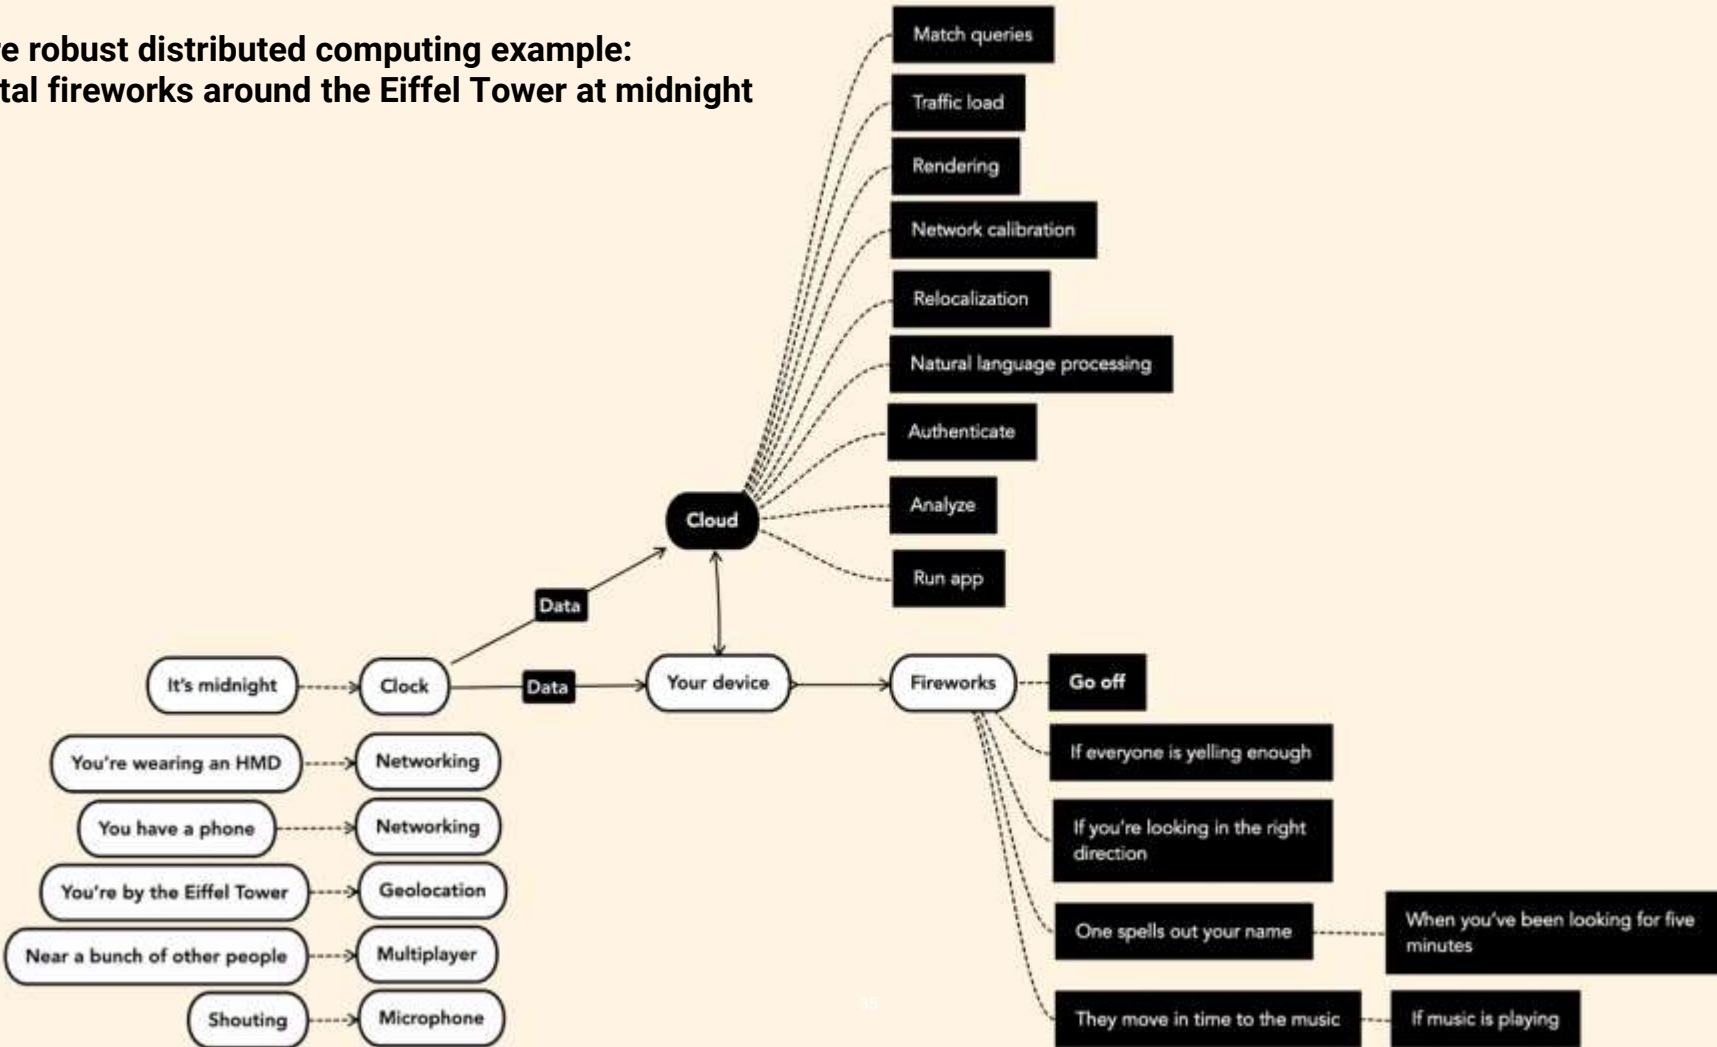 re robust distributed computing example:
tal fireworks around the Eiffel Tower at midnight
Match queries
Traffic load
Rendering
Network calibration
Relocalization
Natural language processing
Authenticate
Analyze
Run app
Cloud
Data
It's midnight
Clock
Data
Your device
Fireworks
Go off
You're wearing an HMD
Networking
If everyone is yelling enough
You have a phone
Networking
If you're looking in the right
direction
You're by the Eiffel Tower
Geolocation
One spells out your name
When you've been looking for five
minutes
Near a bunch of other people
Multiplayer
Shouting
Microphone
They move in time to the music
If music is playing
35